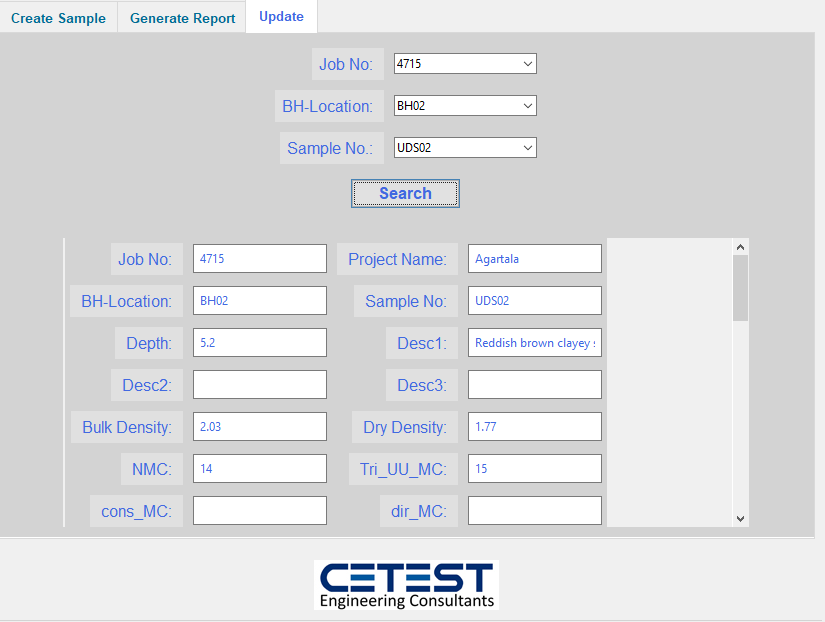 Create Sample Generate Report Update
Job No: 4715
BH-Location: BH02
Sample No.: UDS02
Search
Job No: 4715 Project Name: Agartala
BH-Location: BH02 Sample No: UDS02
Depth: 5.2 Desc1: Reddish brown clayey
Desc2: Desc3:
Bulk Density: 2.03 Dry Density: 1.77
NMC: 14 Tri_UU_MC: 15
cons_MC: dir_MC:
CETEST
Engineering Consultants